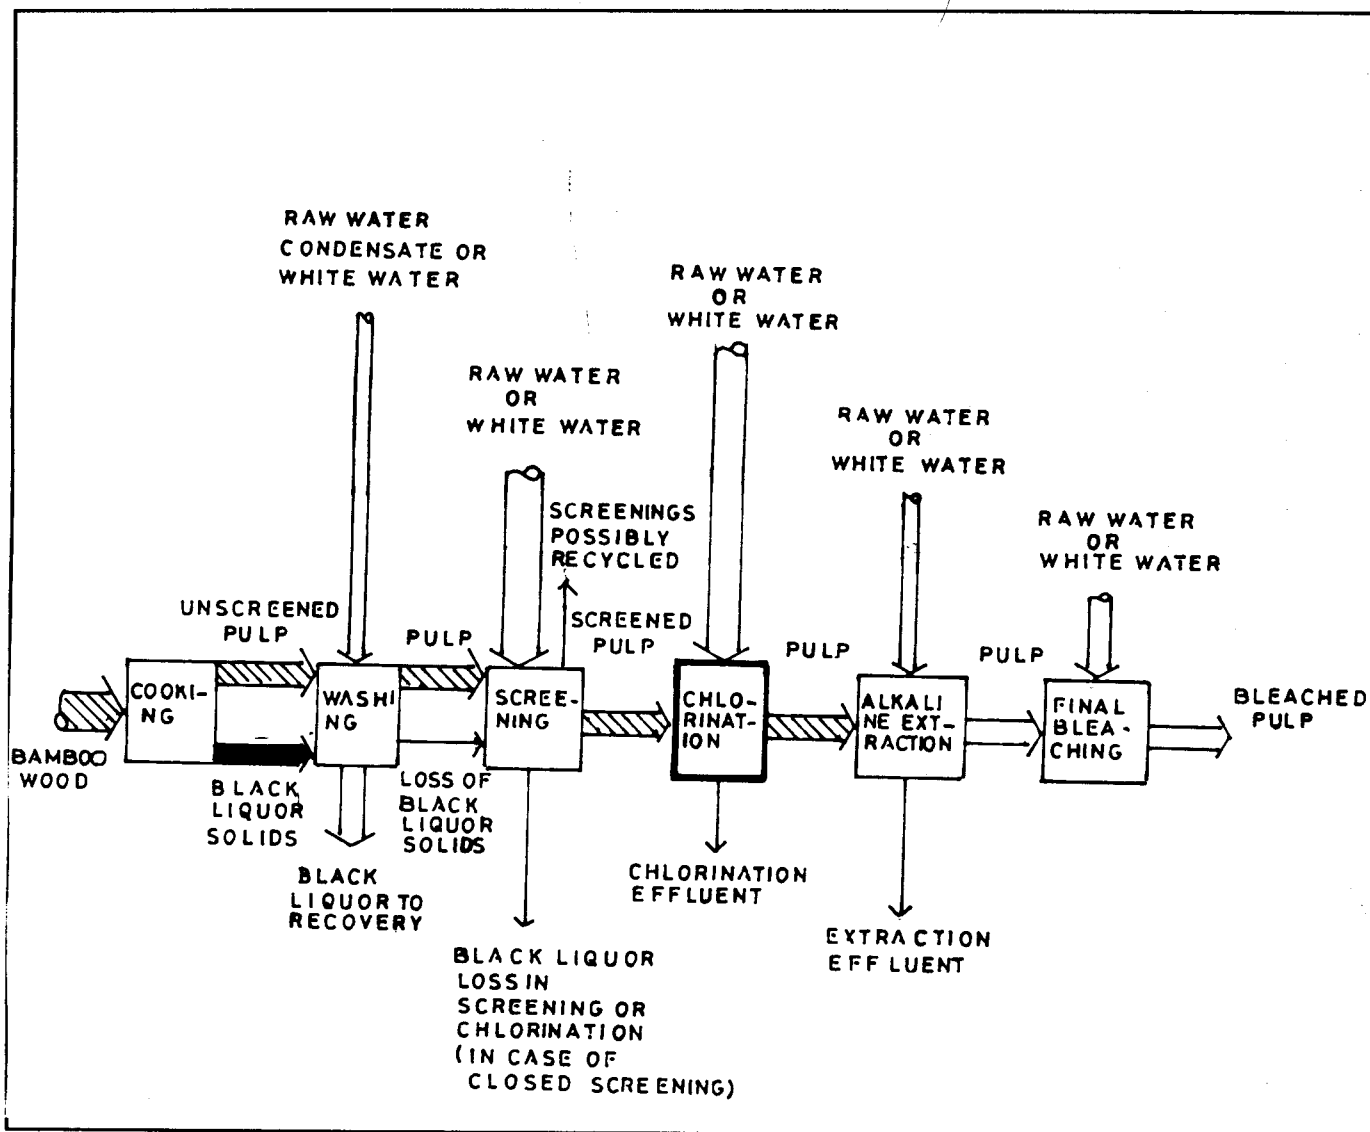 RAW WATER
CONDENSATE OR
WHITE WATER
RAW WATER
OR
WHITE WATER
RAW WATER
OR
WHITE WATER
RAW WATER
OR
WHITE WATER
RAW WATER
OR
WHITE WATER
SCREENINGS
POSSIBLY
RECYCLED
UNSCREENED
PULP
PULP
SCREENED
PULP
PULP
PULP
BLEACHED
PULP
BAMBOO
WOOD
COOKI-
NG
WASHI
NG
SCREE-
NING
CHLO-
RINAT-
ION
ALKALI
NE EXT-
RACTION
FINAL
BLEA-
CHING
BLACK
LIQUOR
SOLIDS
LOSS OF
BLACK
LIQUOR
SOLIDS
BLACK
LIQUOR TO
RECOVERY
BLACK LIQUOR
LOSS IN
SCREENING OR
CHLORINATION
(IN CASE OF
CLOSED SCREENING)
CHLORINATION
EFFLUENT
EXTRACTION
EFFLUENT